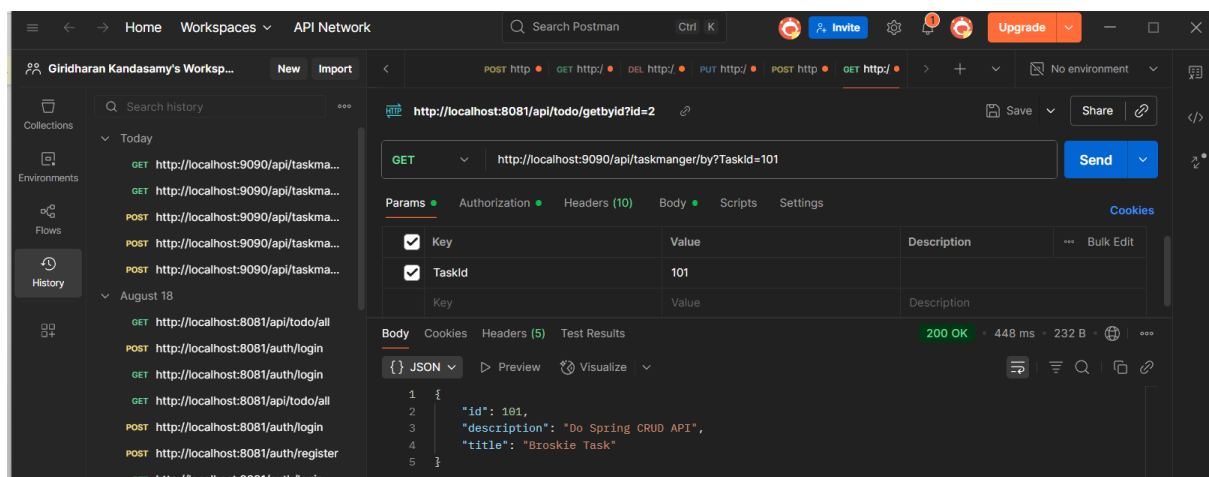 Home Workspaces API Network Search Postman Ctrl K Invite 1 Upgrade
Giridharan Kandasamy's Worksp... New Import POST http GET http:/ DEL http:/ PUT http:/ POST http GET http:/ No environment
Collections
Environments
Flows
History
Search history
Today
GET http://localhost:9090/api/taskma...
GET http://localhost:9090/api/taskma...
POST http://localhost:9090/api/taskma...
POST http://localhost:9090/api/taskma...
POST http://localhost:9090/api/taskma...
August 18
GET http://localhost:8081/api/todo/all
POST http://localhost:8081/auth/login
GET http://localhost:8081/auth/login
GET http://localhost:8081/api/todo/all
POST http://localhost:8081/auth/login
POST http://localhost:8081/auth/register
HTTP http://localhost:8081/api/todo/getbyid?id=2 Save Share
GET http://localhost:9090/api/taskmanger/by?TaskId=101 Send
Params Authorization Headers (10) Body Scripts Settings Cookies
Key Value Description Bulk Edit
TaskId 101
Key Value Description
Body Cookies Headers (5) Test Results 200 OK 448 ms 232 B
{} JSON Preview Visualize
1 {
2 "id": 101,
3 "description": "Do Spring CRUD API",
4 "title": "Broskie Task"
5 }